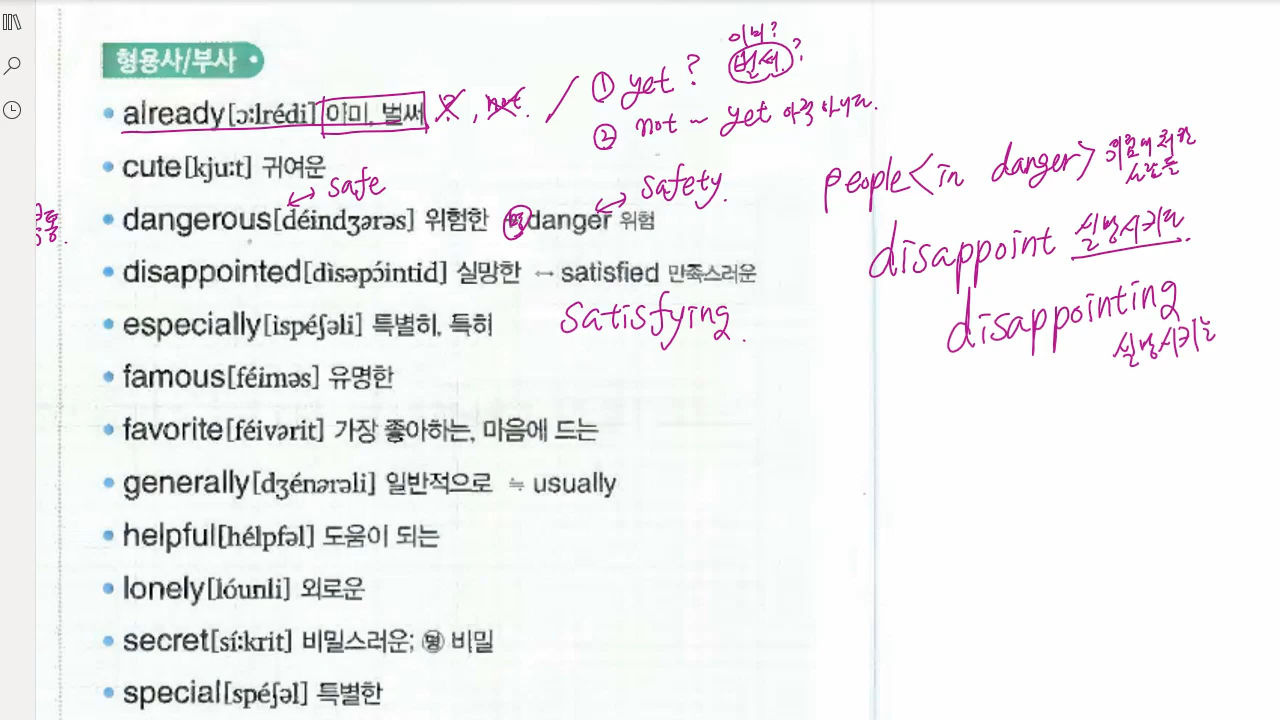 형용사/부사
이미?
벌써?
• already[ɔːlrédi] 이미, 벌써 ?, not. / ① yet?
② not ~ yet 아직 아니다.
• cute[kjuːt] 귀여운
people <in danger> 위험에 처한 사람들
safe
safety.
• dangerous[déindʒərəs] 위험한 명 danger 위험
disappoint 실망시키다.
• disappointed[dìsəpɔ́intid] 실망한 ↔ satisfied 만족스러운
satisfying.
disappointing
실망시키는
• especially[ispéʃəli] 특별히, 특히
• famous[féiməs] 유명한
• favorite[féivərit] 가장 좋아하는, 마음에 드는
• generally[dʒénərəli] 일반적으로 ≒ usually
• helpful[hélpfəl] 도움이 되는
• lonely[lóunli] 외로운
• secret[síːkrit] 비밀스러운; 명 비밀
• special[spéʃəl] 특별한